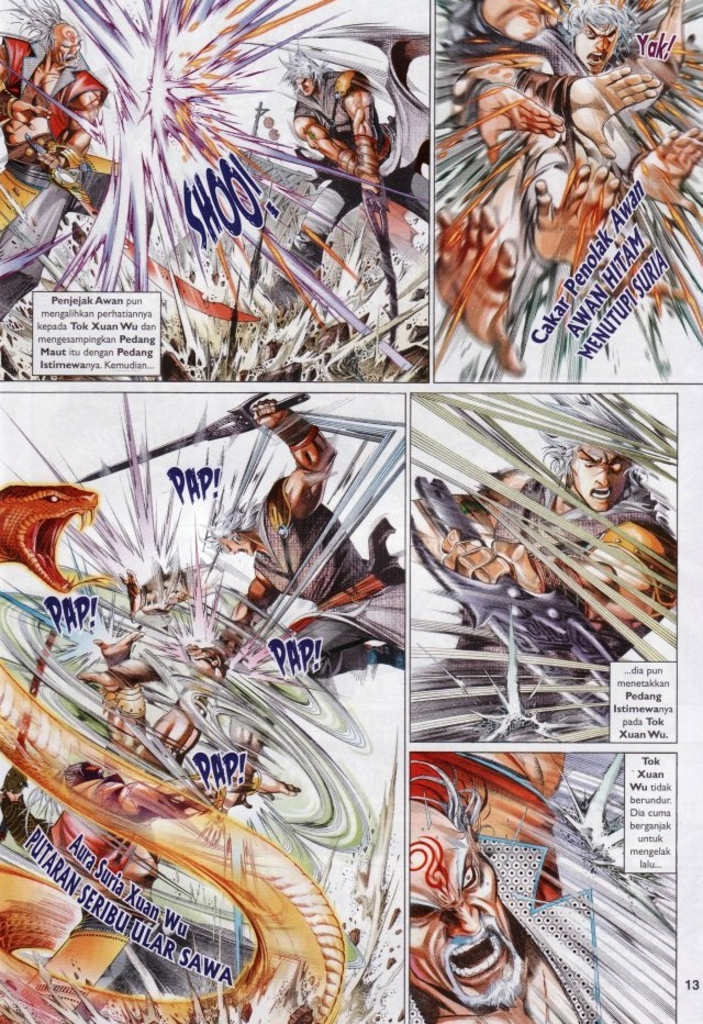 SHOO!
Penjejak Awan pun
mengalihkan perhatiannya
kepada Tok Xuan Wu dan
mengesampingkan Pedang
Maut itu dengan Pedang
Istimewanya. Kemudian...
Yak!
Cakar Penolak Awan
AWAN HITAM
MENUTUPI SURIA
PAP!
PAP!
PAP!
PAP!
Aura Suria Xuan Wu
PUTARAN SERIBU ULAR SAWA
...dia pun
menetakkan
Pedang
Istimewanya
pada Tok
Xuan Wu.
Tok
Xuan
Wu tidak
berundur.
Dia cuma
berganjak
untuk
mengelak
lalu...
13